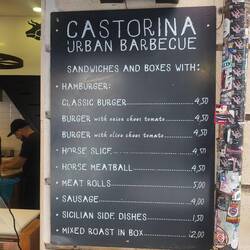 CASTORINA
URBAN BARBECUE
SANDWICHES AND BOXES WITH:
• HAMBURGER:
CLASSIC BURGER 4,50
BURGER with onion chees tomato 4,50
BURGER with olive chees tomato 4,50
• HORSE SLICE 4,50
• HORSE MEATBALL 4,50
• MEAT ROLLS 5,00
• SAUSAGE 4,00
• SICILIAN SIDE DISHES 1,50
• MIXED ROAST IN BOX 12,00